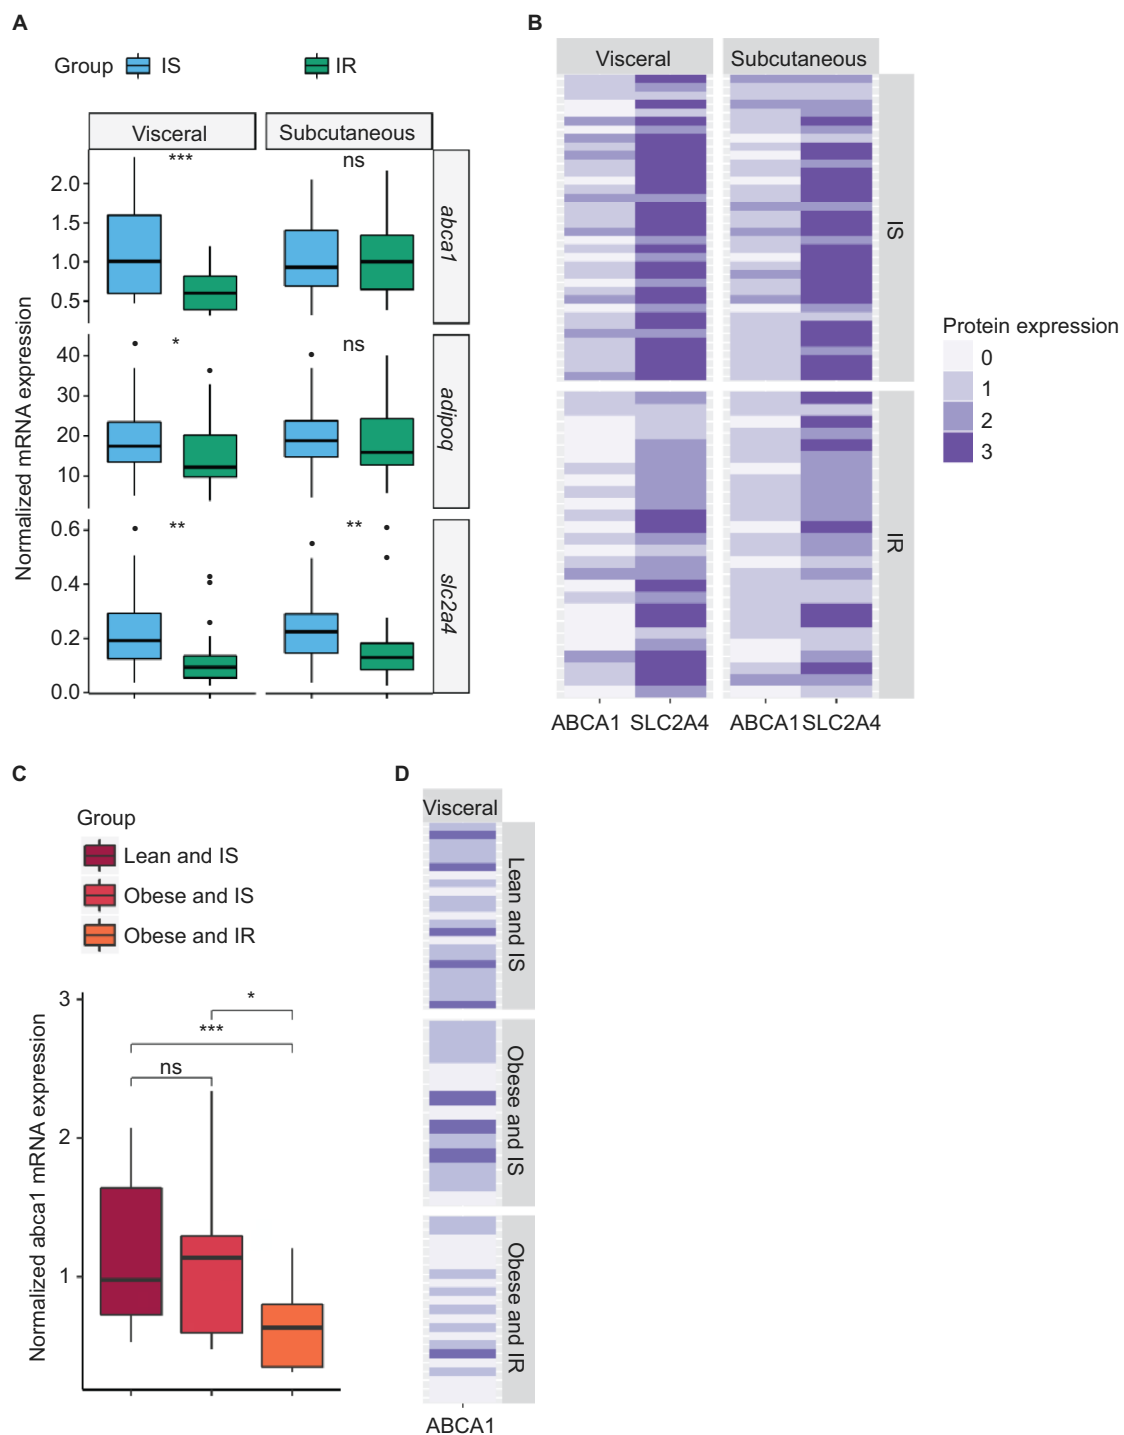 A
Group IS IR
Visceral Subcutaneous
Normalized mRNA expression
*** ns
2.0
1.5
1.0
0.5
abca1
* ns
40
30
20
10
adipoq
** **
0.6
0.4
0.2
0.0
slc2a4
B
Visceral Subcutaneous
IS
IR
ABCA1 SLC2A4 ABCA1 SLC2A4
Protein expression
0
1
2
3
C
Group
Lean and IS
Obese and IS
Obese and IR
Normalized abca1 mRNA expression
3
2
1
*
***
ns
D
Visceral
Lean and IS
Obese and IS
Obese and IR
ABCA1